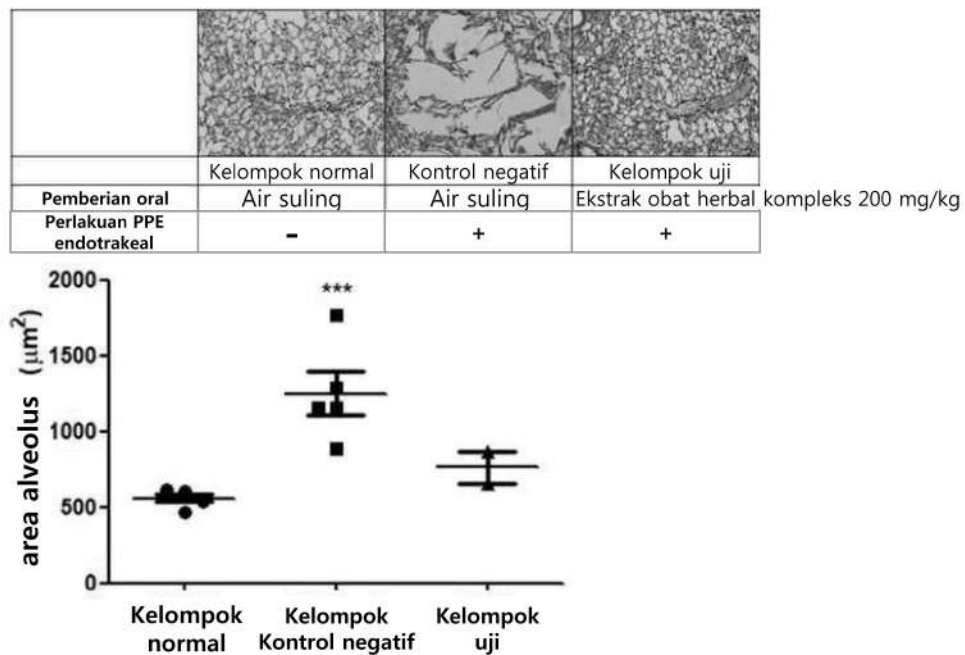 Kelompok normal Kontrol negatif Kelompok uji
Pemberian oral Air suling Air suling Ekstrak obat herbal kompleks 200 mg/kg
Perlakuan PPE
endotrakeal - + +
2000
1500
1000
500
0
area alveolus (μm²)
***
Kelompok
normal
Kelompok
Kontrol negatif
Kelompok
uji